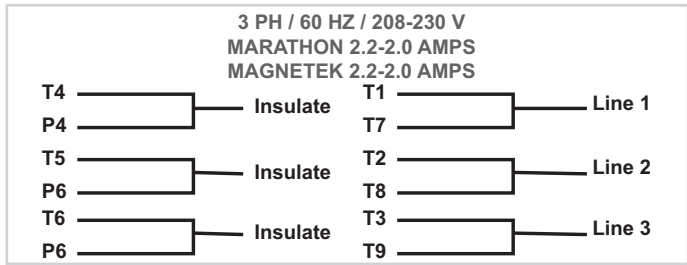 3 PH / 60 HZ / 208-230 V
MARATHON 2.2-2.0 AMPS
MAGNETEK 2.2-2.0 AMPS
T4
P4
Insulate
T5
P6
Insulate
T6
P6
Insulate
T1
T7
Line 1
T2
T8
Line 2
T3
T9
Line 3